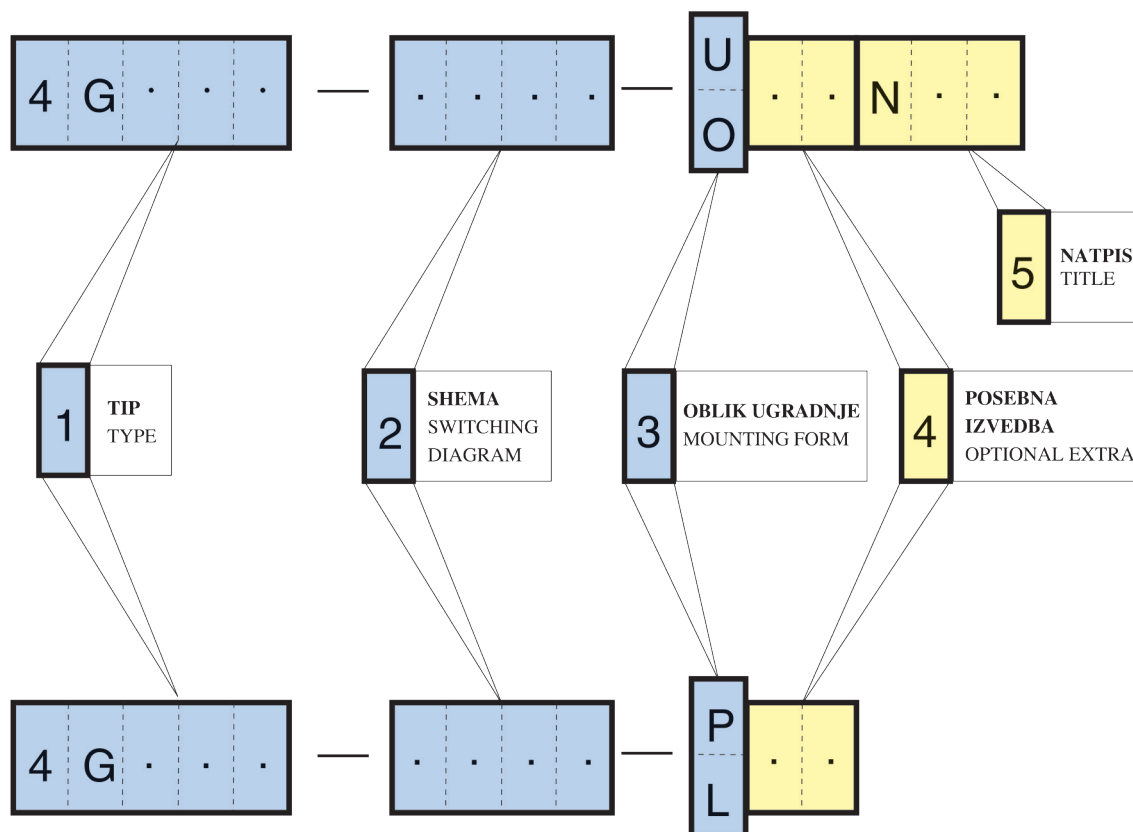 4 G · · · — · · · · — U O · · N · ·
5 NATPIS
TITLE
1 TIP
TYPE
2 SHEMA
SWITCHING
DIAGRAM
3 OBLIK UGRADNJE
MOUNTING FORM
4 POSEBNA
IZVEDBA
OPTIONAL EXTRA
4 G · · · — · · · · — P L · ·